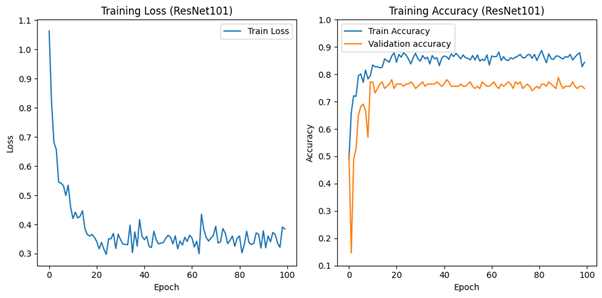 Training Loss (ResNet101)
Train Loss
Loss
1.1
1.0
0.9
0.8
0.7
0.6
0.5
0.4
0.3
0 20 40 60 80 100
Epoch
Training Accuracy (ResNet101)
Train Accuracy
Validation accuracy
Accuracy
1.0
0.9
0.8
0.7
0.6
0.5
0.4
0.3
0.2
0.1
0 20 40 60 80 100
Epoch